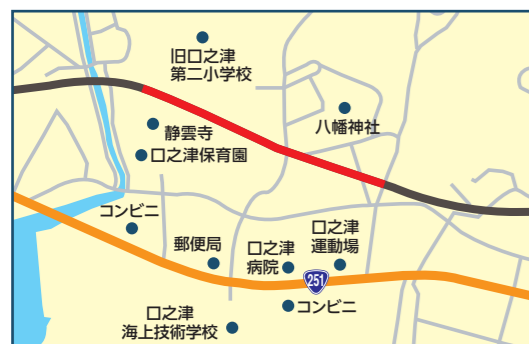 旧口之津
第二小学校
八幡神社
静雲寺
口之津保育園
コンビニ
郵便局
口之津
病院
口之津
運動場
251
コンビニ
口之津
海上技術学校